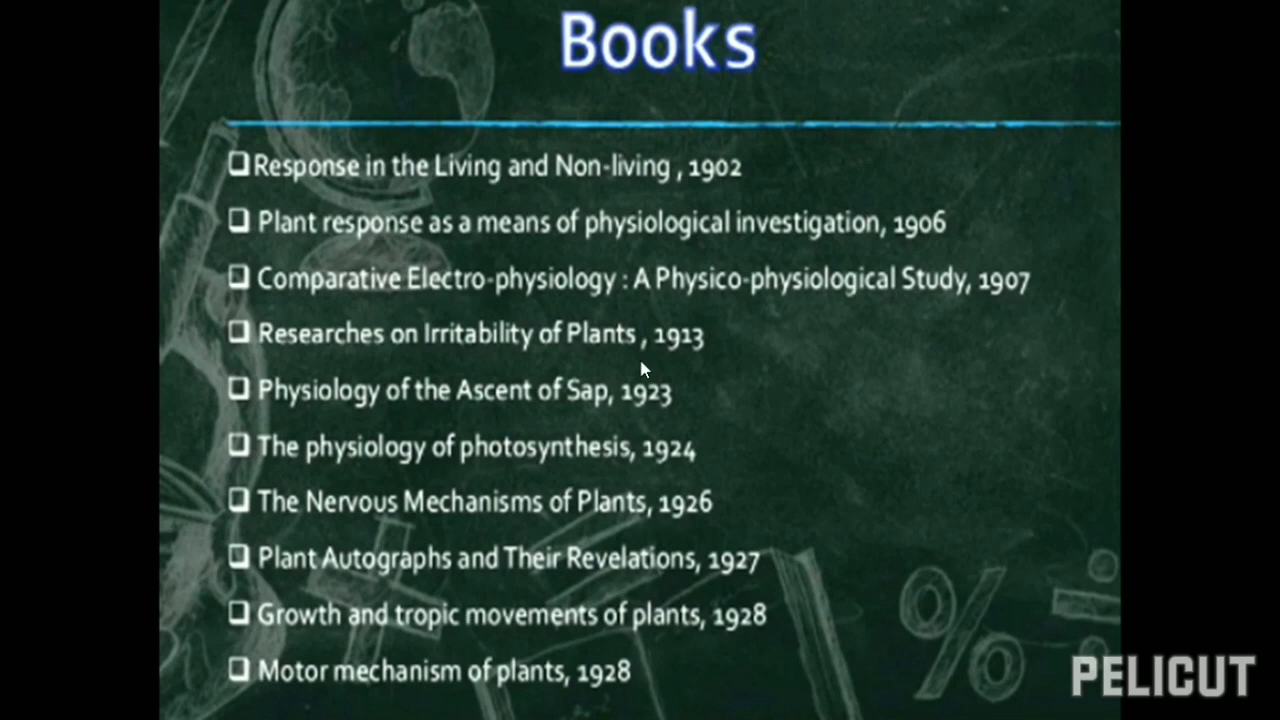 Books
Response in the Living and Non-living , 1902
Plant response as a means of physiological investigation, 1906
Comparative Electro-physiology : A Physico-physiological Study, 1907
Researches on Irritability of Plants , 1913
Physiology of the Ascent of Sap, 1923
The physiology of photosynthesis, 1924
The Nervous Mechanisms of Plants, 1926
Plant Autographs and Their Revelations, 1927
Growth and tropic movements of plants, 1928
Motor mechanism of plants, 1928
% ÷
PELICUT